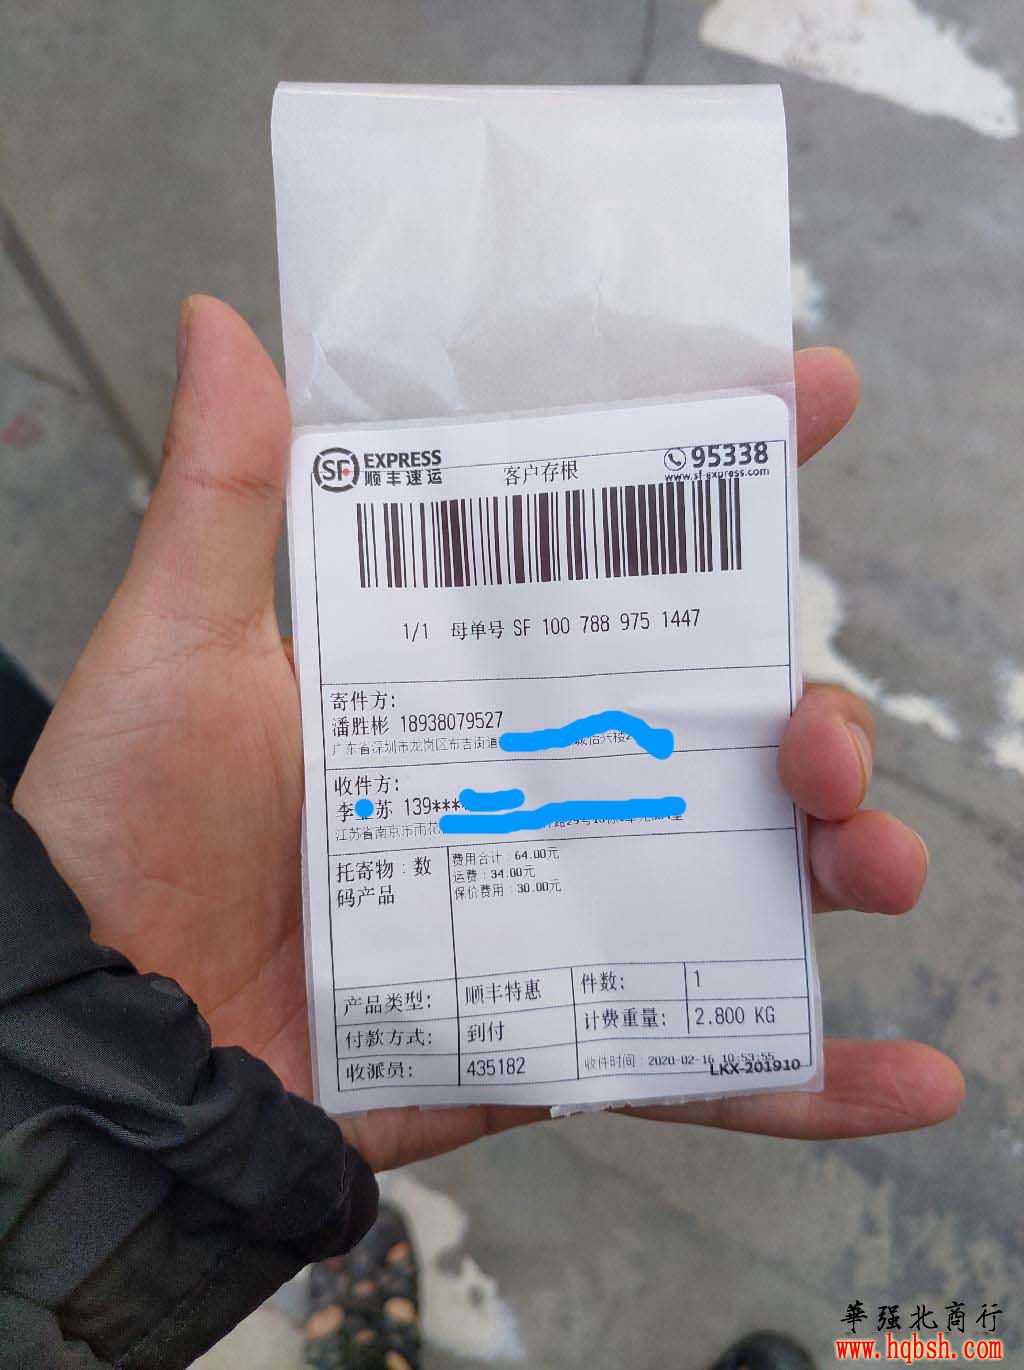 SF EXPRESS
顺丰速运
客户存根
95338
www.sf-express.com
1/1 母单号 SF 100 788 975 1447
寄件方:
潘胜彬 18938079527
广东省深圳市龙岗区布吉街道
收件方:
李 苏 139***
江苏省南京市雨花
托寄物:数
码产品
费用合计:64.00元
运费:34.00元
保价费用:30.00元
产品类型: 顺丰特惠 件数: 1
付款方式: 到付 计费重量: 2.800 KG
收派员: 435182 收件时间:2020-02-16 10:53:55
LKX-201910
華强北商行
www.hqbsh.com